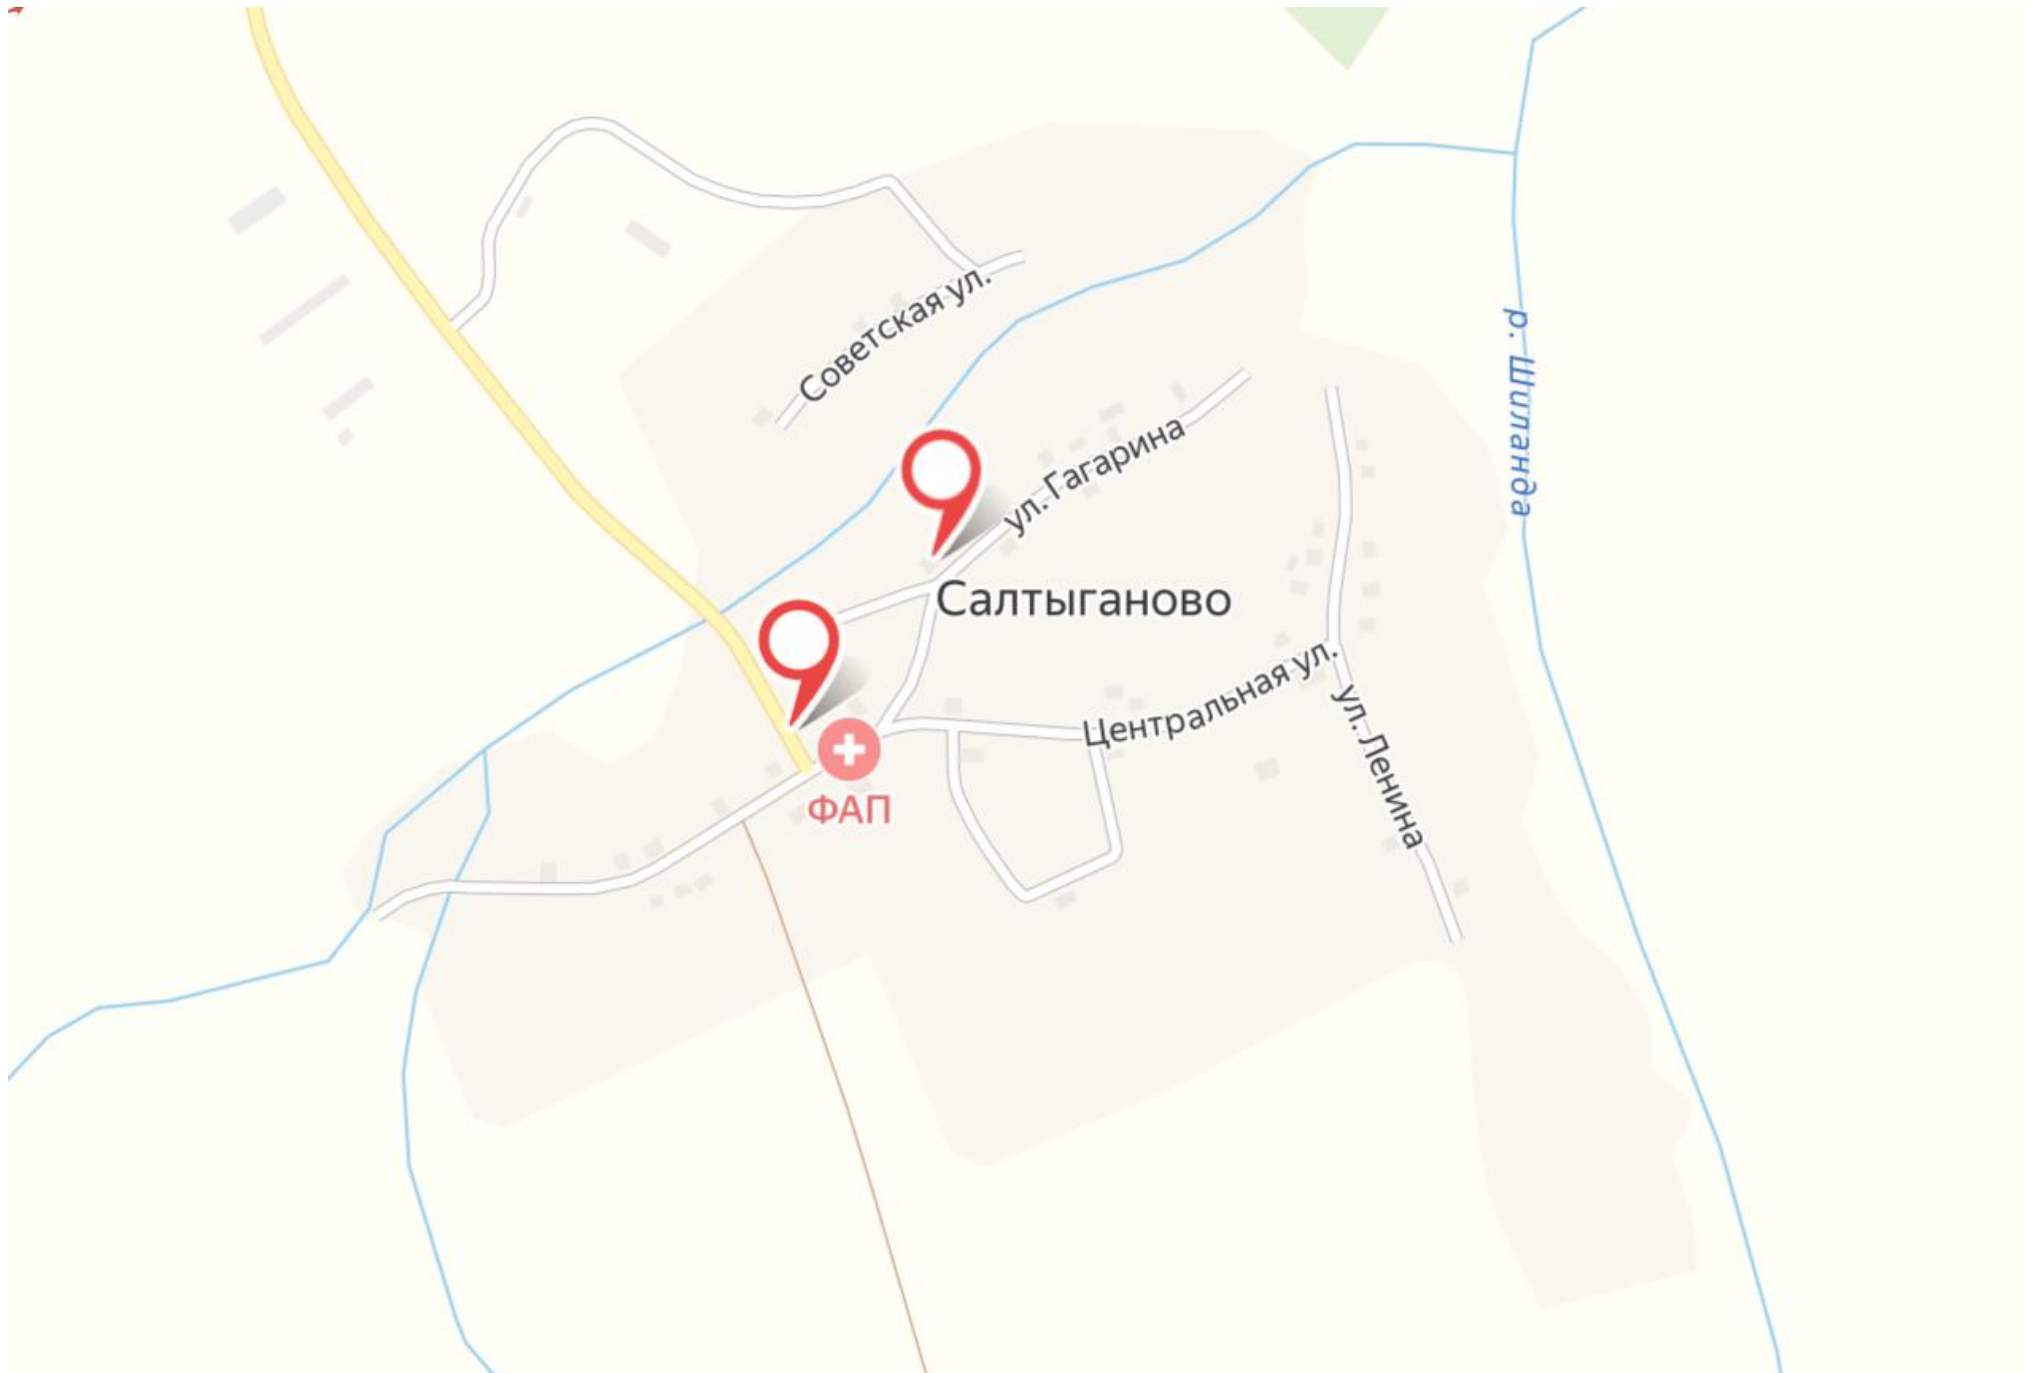 Советская ул.
р. Шиланда
ул. Гагарина
Салтыганово
Центральная ул.
ул. Ленина
ФАП